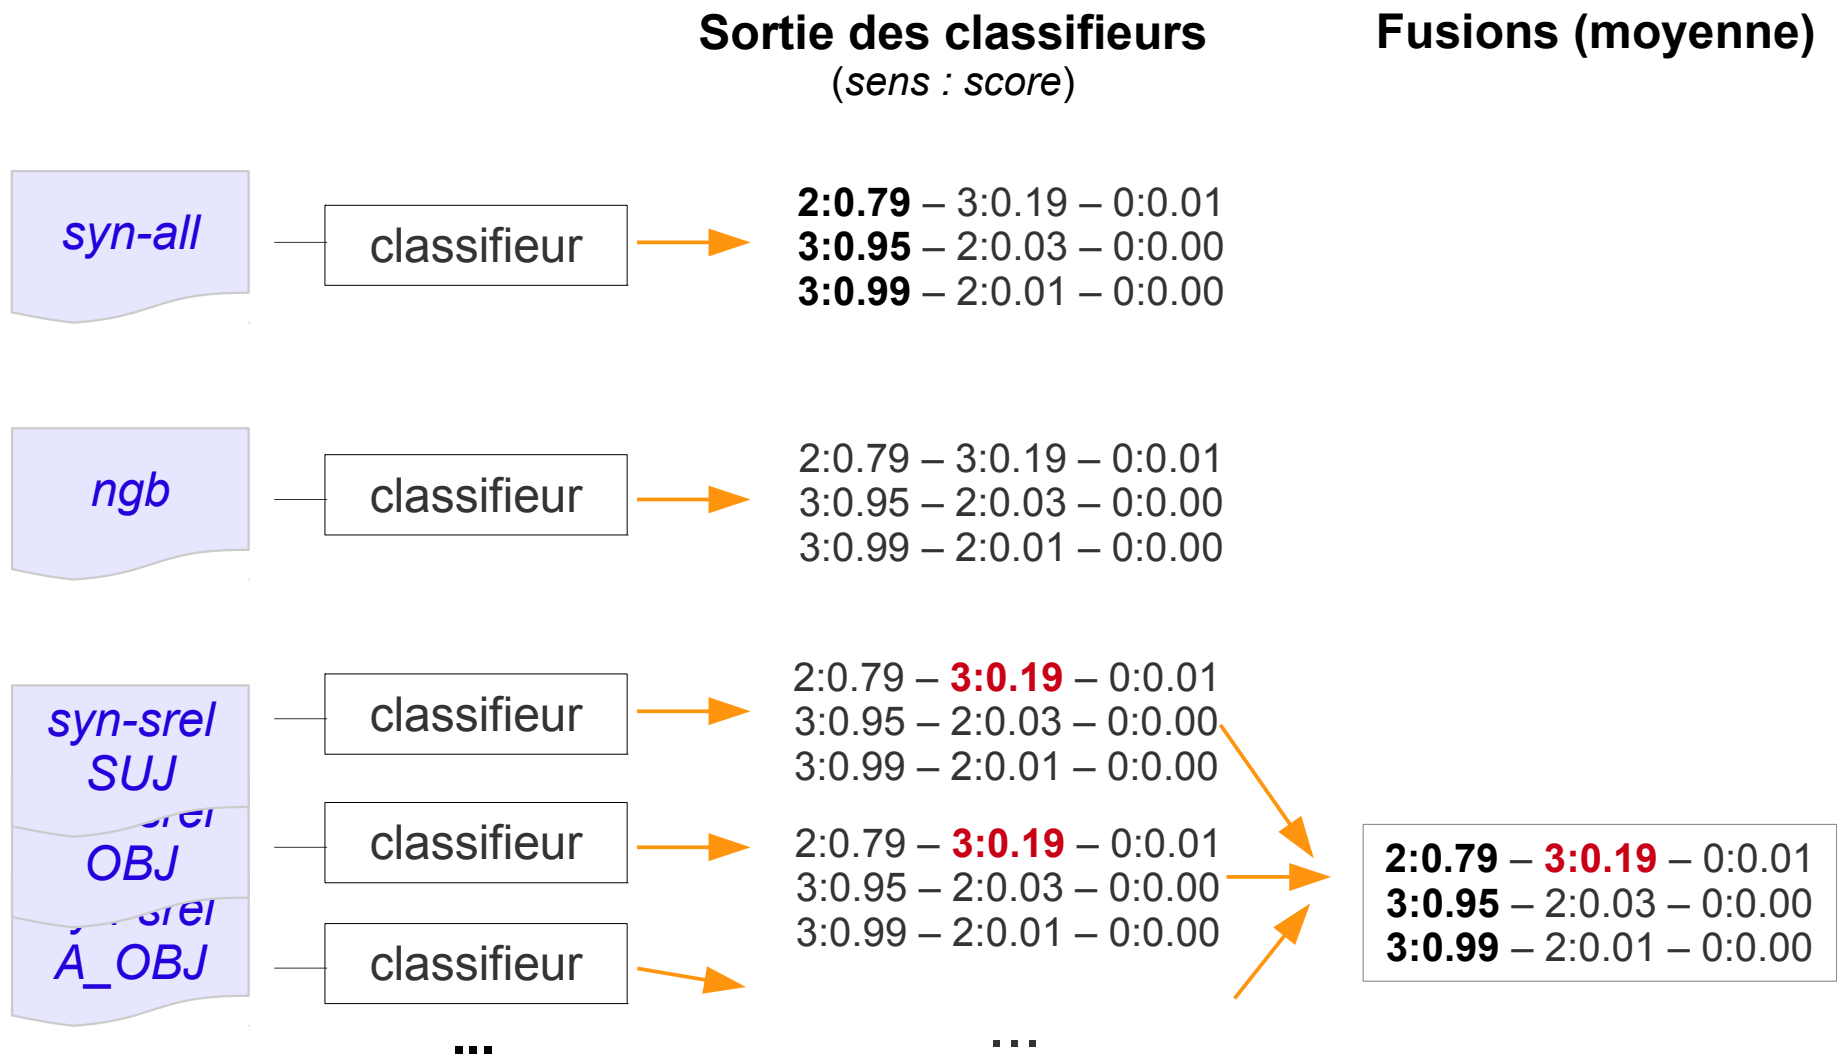 Sortie des classifieurs
(sens : score)
Fusions (moyenne)
syn-all
classifieur
2:0.79 – 3:0.19 – 0:0.01
3:0.95 – 2:0.03 – 0:0.00
3:0.99 – 2:0.01 – 0:0.00
ngb
classifieur
2:0.79 – 3:0.19 – 0:0.01
3:0.95 – 2:0.03 – 0:0.00
3:0.99 – 2:0.01 – 0:0.00
syn-srel
SUJ
classifieur
2:0.79 – 3:0.19 – 0:0.01
3:0.95 – 2:0.03 – 0:0.00
3:0.99 – 2:0.01 – 0:0.00
syn-srel
OBJ
classifieur
2:0.79 – 3:0.19 – 0:0.01
3:0.95 – 2:0.03 – 0:0.00
3:0.99 – 2:0.01 – 0:0.00
syn-srel
A_OBJ
classifieur
...
...
2:0.79 – 3:0.19 – 0:0.01
3:0.95 – 2:0.03 – 0:0.00
3:0.99 – 2:0.01 – 0:0.00